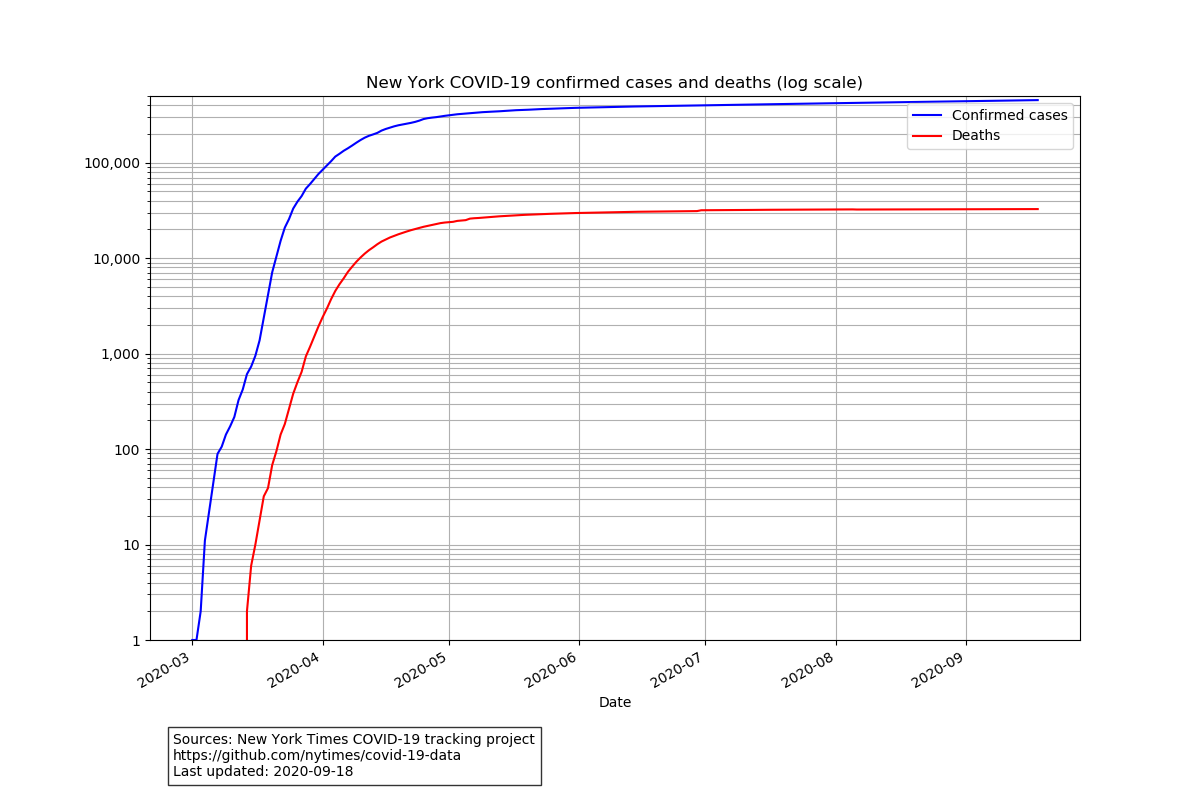 New York COVID-19 confirmed cases and deaths (log scale)
Confirmed cases
Deaths
100,000
10,000
1,000
100
10
1
2020-03
2020-04
2020-05
2020-06
2020-07
2020-08
2020-09
Date
Sources: New York Times COVID-19 tracking project
https://github.com/nytimes/covid-19-data
Last updated: 2020-09-18